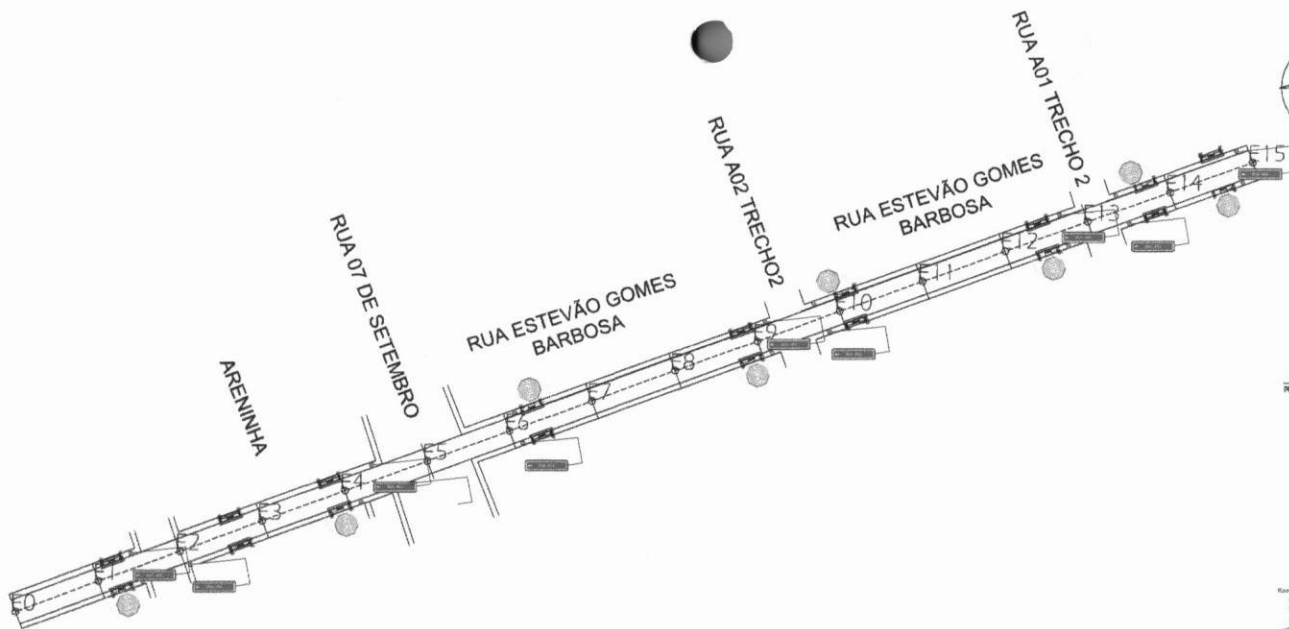 RUA A01 TRECHO 2
RUA A02 TRECHO2
RUA ESTEVÃO GOMES
BARBOSA
RUA 07 DE SETEMBRO
RUA ESTEVÃO GOMES
BARBOSA
ARENINHA
E0
E1
E2
E3
E4
E5
E6
E7
E8
E9
E10
E11
E12
E13
E14
E15